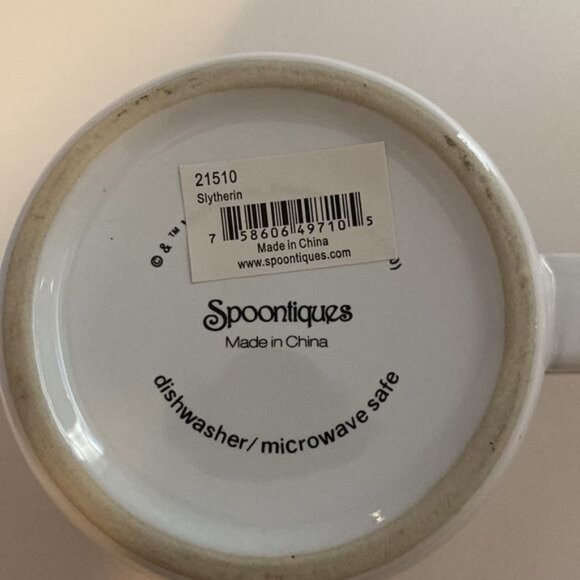 21510
Slytherin
7 58606 49710 5
Made in China
www.spoontiques.com
© & ™
Spoontiques
Made in China
dishwasher/ microwave safe